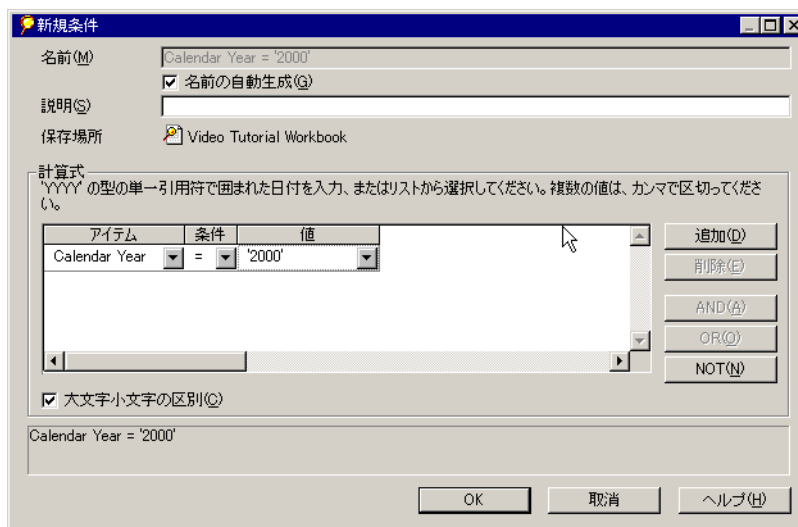 新規条件
名前(M) Calendar Year = '2000'
名前の自動生成(G)
説明(S)
保存場所 Video Tutorial Workbook
計算式
'YYYY' の型の単一引用符で囲まれた日付を入力、またはリストから選択してください。複数の値は、カンマで区切ってくださ
い。
アイテム 条件 値
Calendar Year = '2000'
追加(D)
削除(E)
AND(A)
OR(O)
NOT(N)
大文字小文字の区別(C)
Calendar Year = '2000'
OK 取消 ヘルプ(H)